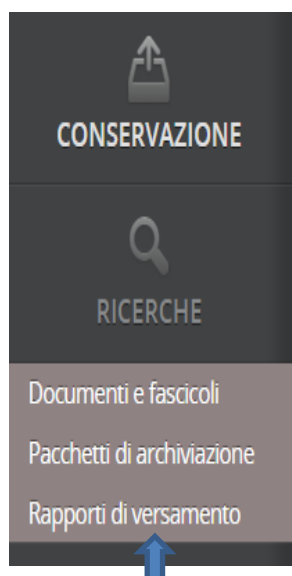 CONSERVAZIONE
RICERCHE
Documenti e fascicoli
Pacchetti di archiviazione
Rapporti di versamento